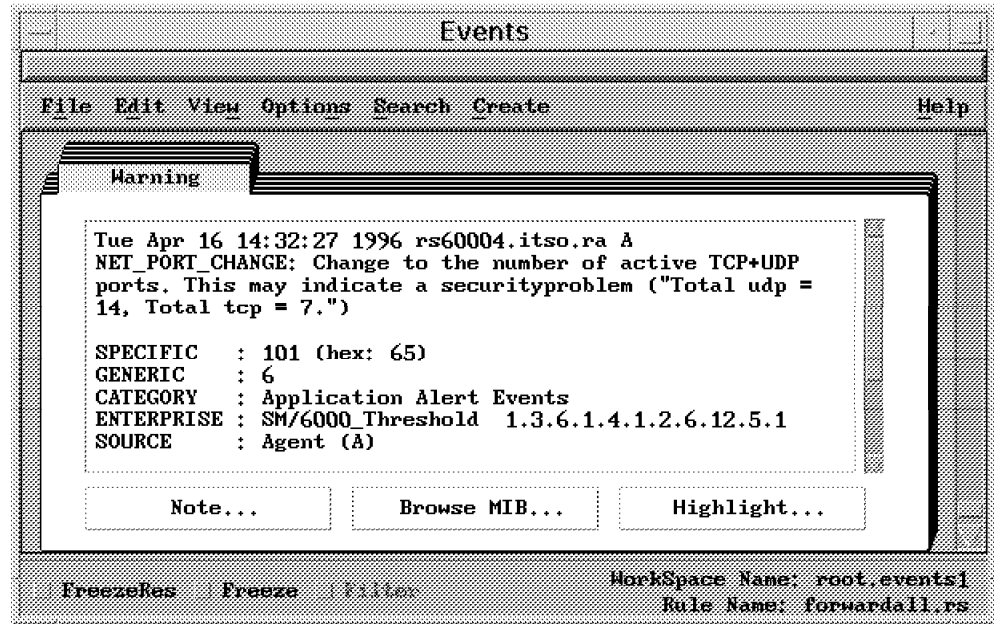 Events
File Edit View Options Search Create Help
Warning
Tue Apr 16 14:32:27 1996 rs60004.itso.ra A
NET_PORT_CHANGE: Change to the number of active TCP+UDP
ports. This may indicate a securityproblem ("Total udp =
14, Total tcp = 7.")
SPECIFIC : 101 (hex: 65)
GENERIC : 6
CATEGORY : Application Alert Events
ENTERPRISE : SM/6000_Threshold 1.3.6.1.4.1.2.6.12.5.1
SOURCE : Agent (A)
Note... Browse MIB... Highlight...
FreezeRes Freeze Filter WorkSpace Name: root.events1
Rule Name: forwardall.rs